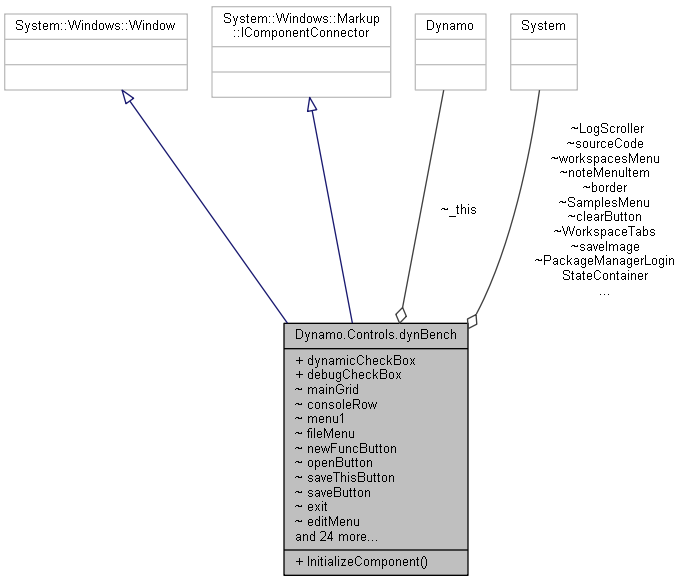 System::Windows::Window
System::Windows::Markup
::IComponentConnector
Dynamo
System
~LogScroller
~sourceCode
~workspacesMenu
~noteMenuItem
~border
~SamplesMenu
~clearButton
~WorkspaceTabs
~saveImage
~PackageManagerLogin
StateContainer
...
~_this
Dynamo.Controls.dynBench
+ dynamicCheckBox
+ debugCheckBox
~ mainGrid
~ consoleRow
~ menu1
~ fileMenu
~ newFuncButton
~ openButton
~ saveThisButton
~ saveButton
~ exit
~ editMenu
and 24 more...
+ InitializeComponent()